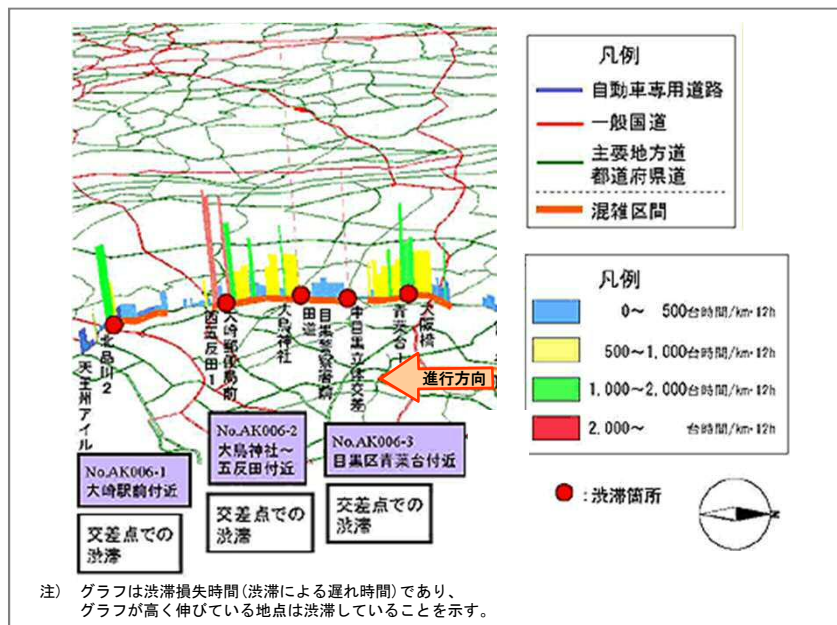 凡例
自動車専用道路
一般国道
主要地方道
都道府県道
混雑区間
凡例
0～ 500台時間/km・12h
500～1,000台時間/km・12h
1,000～2,000台時間/km・12h
2,000～ 台時間/km・12h
：渋滞箇所
N
天王州アイル
北品川2
西五反田1
大崎郵便局前
大鳥神社
田道
目黒警察署前
中目黒立体交差
青葉台1
大阪橋
進行方向
No.AK006-1
大崎駅前付近
交差点での
渋滞
No.AK006-2
大鳥神社～
五反田付近
交差点での
渋滞
No.AK006-3
目黒区青葉台付近
交差点での
渋滞
注） グラフは渋滞損失時間（渋滞による遅れ時間）であり、
グラフが高く伸びている地点は渋滞していることを示す。